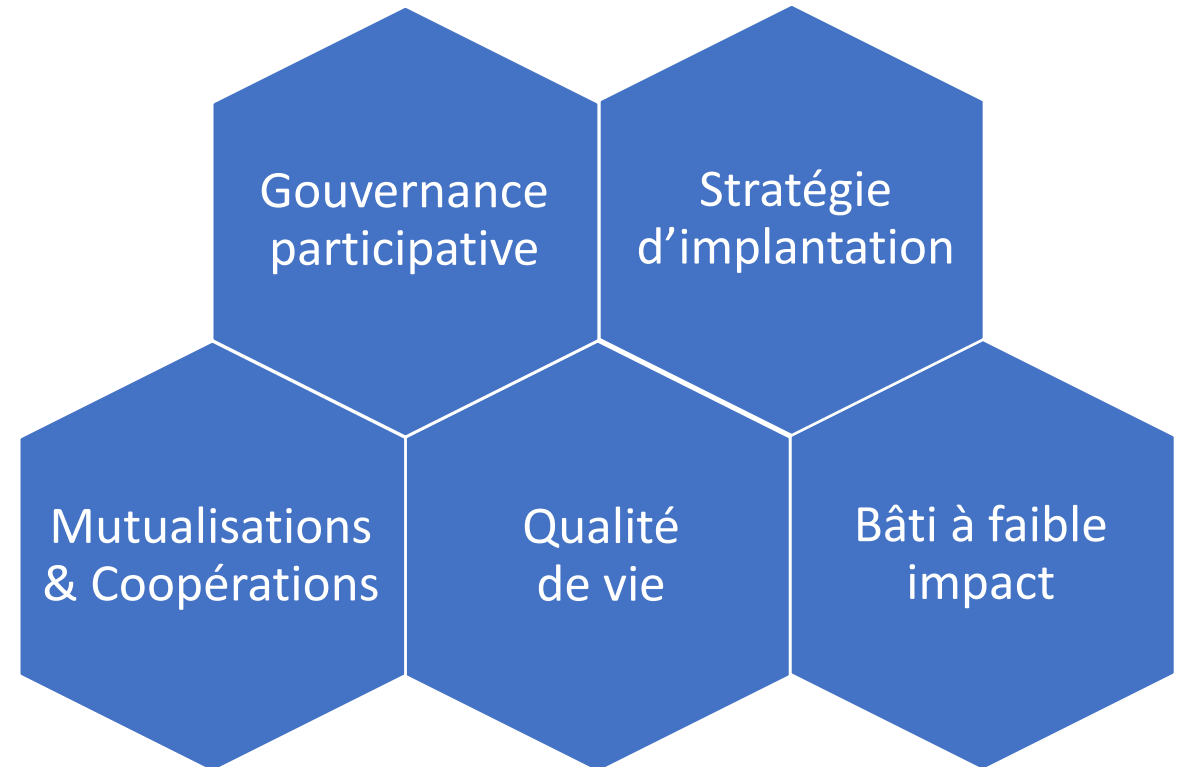 Gouvernance
participative
Stratégie
d’implantation
Mutualisations
& Coopérations
Qualité
de vie
Bâti à faible
impact